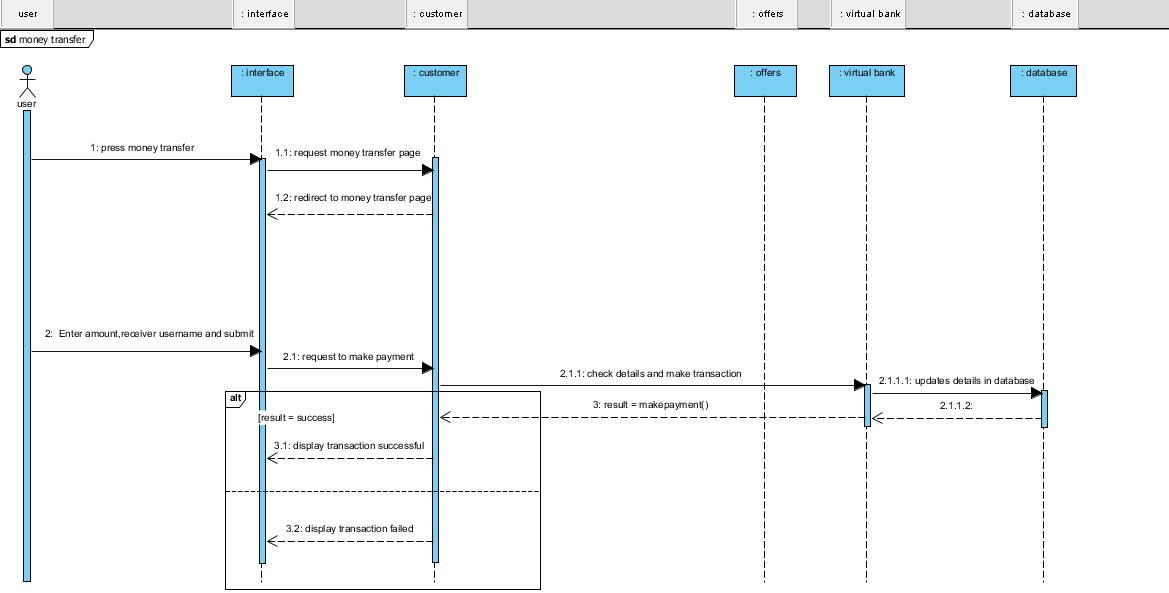 user
: interface
: customer
: offers
: virtual bank
: database
sd money transfer
: interface
: customer
: offers
: virtual bank
: database
user
1: press money transfer
1.1: request money transfer page
1.2: redirect to money transfer page
2:  Enter amount,receiver username and submit
2.1: request to make payment
2.1.1: check details and make transaction
2.1.1.1: updates details in database
alt
3: result = makepayment()
2.1.1.2:
[result = success]
3.1: display transaction successful
3.2: display transaction failed